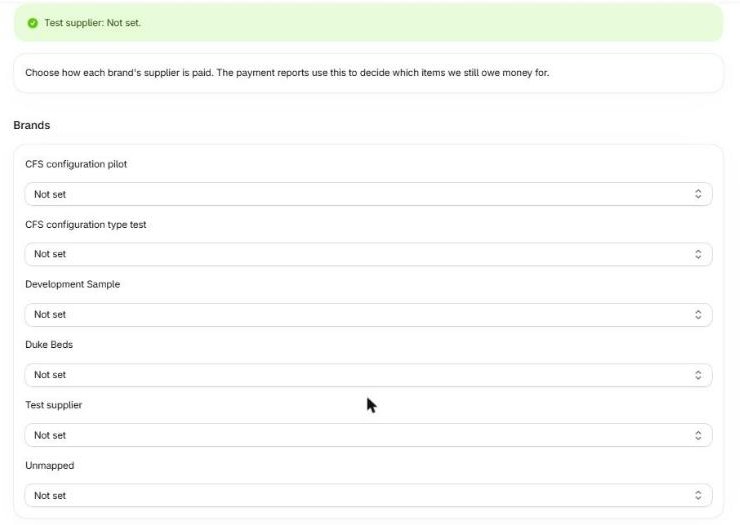 Test supplier: Not set.
Choose how each brand's supplier is paid. The payment reports use this to decide which items we still owe money for.
Brands
CFS configuration pilot
Not set
CFS configuration type test
Not set
Development Sample
Not set
Duke Beds
Not set
Test supplier
Not set
Unmapped
Not set